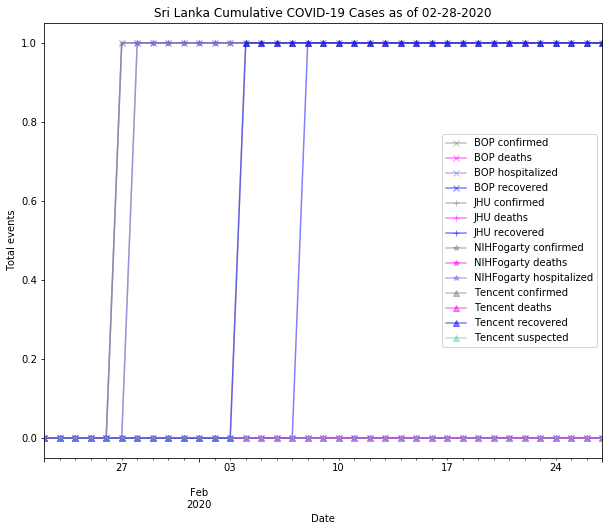 Sri Lanka Cumulative COVID-19 Cases as of 02-28-2020
1.0
0.8
0.6
0.4
0.2
0.0
Total events
BOP confirmed
BOP deaths
BOP hospitalized
BOP recovered
JHU confirmed
JHU deaths
JHU recovered
NIHFogarty confirmed
NIHFogarty deaths
NIHFogarty hospitalized
Tencent confirmed
Tencent deaths
Tencent recovered
Tencent suspected
27 03 10 17 24
Feb
2020
Date